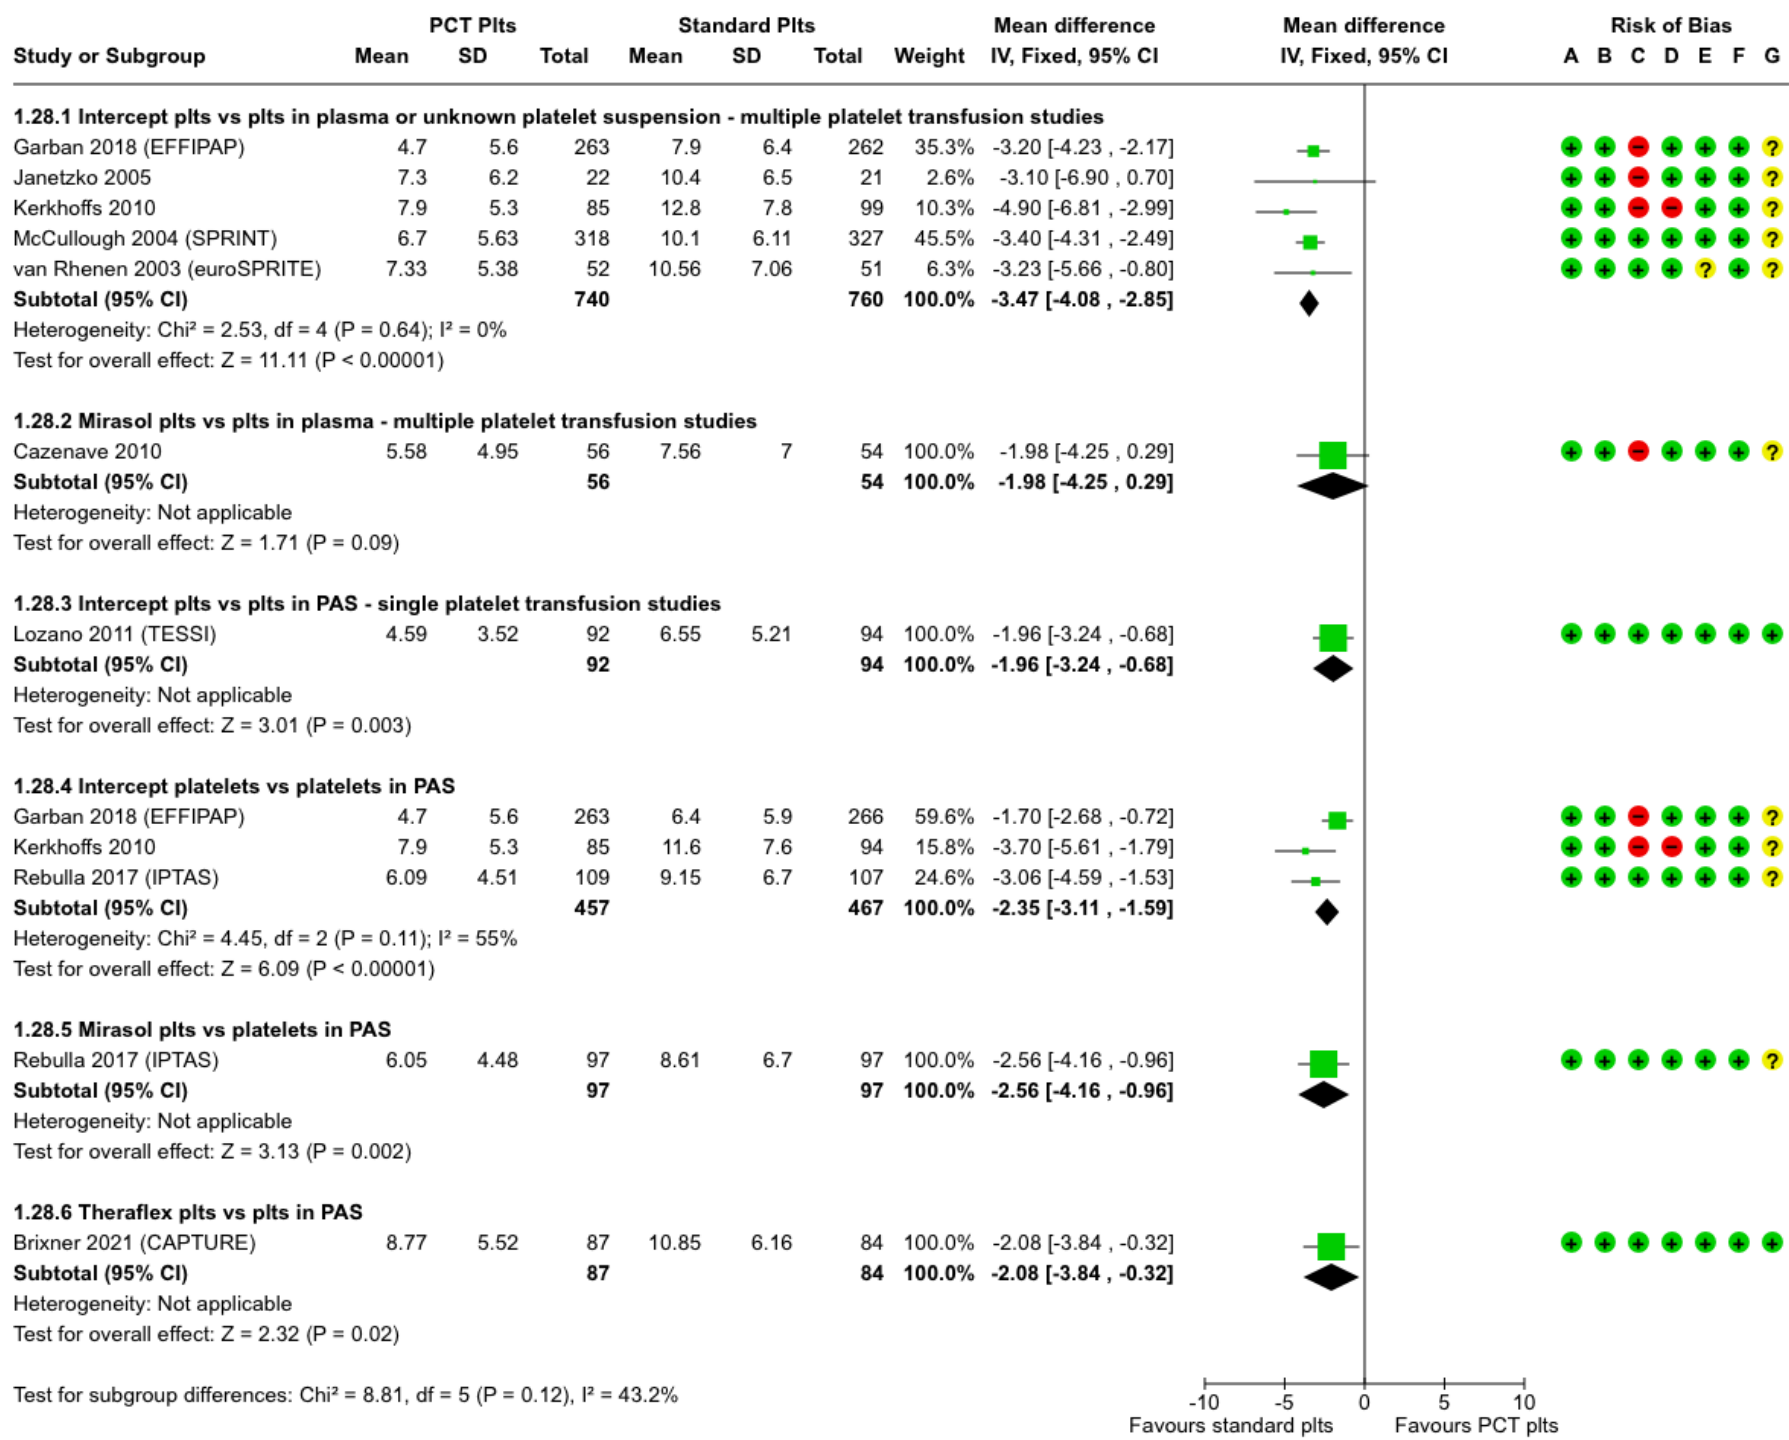 PCT Plts Standard Plts Mean difference Mean difference Risk of Bias
Study or Subgroup Mean SD Total Mean SD Total Weight IV, Fixed, 95% CI IV, Fixed, 95% CI A B C D E F G
1.28.1 Intercept plts vs plts in plasma or unknown platelet suspension - multiple platelet transfusion studies
Garban 2018 (EFFIPAP) 4.7 5.6 263 7.9 6.4 262 35.3% -3.20 [-4.23 , -2.17] + + - + + + ?
Janetzko 2005 7.3 6.2 22 10.4 6.5 21 2.6% -3.10 [-6.90 , 0.70] + + - + + + ?
Kerkhoffs 2010 7.9 5.3 85 12.8 7.8 99 10.3% -4.90 [-6.81 , -2.99] + + - - + + ?
McCullough 2004 (SPRINT) 6.7 5.63 318 10.1 6.11 327 45.5% -3.40 [-4.31 , -2.49] + + + + + + ?
van Rhenen 2003 (euroSPRITE) 7.33 5.38 52 10.56 7.06 51 6.3% -3.23 [-5.66 , -0.80] + + + + ? + ?
Subtotal (95% CI) 740 760 100.0% -3.47 [-4.08 , -2.85]
Heterogeneity: Chi² = 2.53, df = 4 (P = 0.64); I² = 0%
Test for overall effect: Z = 11.11 (P < 0.00001)
1.28.2 Mirasol plts vs plts in plasma - multiple platelet transfusion studies
Cazenave 2010 5.58 4.95 56 7.56 7 54 100.0% -1.98 [-4.25 , 0.29] + + - + + + ?
Subtotal (95% CI) 56 54 100.0% -1.98 [-4.25 , 0.29]
Heterogeneity: Not applicable
Test for overall effect: Z = 1.71 (P = 0.09)
1.28.3 Intercept plts vs plts in PAS - single platelet transfusion studies
Lozano 2011 (TESSI) 4.59 3.52 92 6.55 5.21 94 100.0% -1.96 [-3.24 , -0.68] + + + + + + +
Subtotal (95% CI) 92 94 100.0% -1.96 [-3.24 , -0.68]
Heterogeneity: Not applicable
Test for overall effect: Z = 3.01 (P = 0.003)
1.28.4 Intercept platelets vs platelets in PAS
Garban 2018 (EFFIPAP) 4.7 5.6 263 6.4 5.9 266 59.6% -1.70 [-2.68 , -0.72] + + - + + + ?
Kerkhoffs 2010 7.9 5.3 85 11.6 7.6 94 15.8% -3.70 [-5.61 , -1.79] + + - - + + ?
Rebulla 2017 (IPTAS) 6.09 4.51 109 9.15 6.7 107 24.6% -3.06 [-4.59 , -1.53] + + + + + + ?
Subtotal (95% CI) 457 467 100.0% -2.35 [-3.11 , -1.59]
Heterogeneity: Chi² = 4.45, df = 2 (P = 0.11); I² = 55%
Test for overall effect: Z = 6.09 (P < 0.00001)
1.28.5 Mirasol plts vs platelets in PAS
Rebulla 2017 (IPTAS) 6.05 4.48 97 8.61 6.7 97 100.0% -2.56 [-4.16 , -0.96] + + + + + + ?
Subtotal (95% CI) 97 97 100.0% -2.56 [-4.16 , -0.96]
Heterogeneity: Not applicable
Test for overall effect: Z = 3.13 (P = 0.002)
1.28.6 Theraflex plts vs plts in PAS
Brixner 2021 (CAPTURE) 8.77 5.52 87 10.85 6.16 84 100.0% -2.08 [-3.84 , -0.32] + + + + + + +
Subtotal (95% CI) 87 84 100.0% -2.08 [-3.84 , -0.32]
Heterogeneity: Not applicable
Test for overall effect: Z = 2.32 (P = 0.02)
Test for subgroup differences: Chi² = 8.81, df = 5 (P = 0.12), I² = 43.2%
-10 -5 0 5 10
Favours standard plts Favours PCT plts